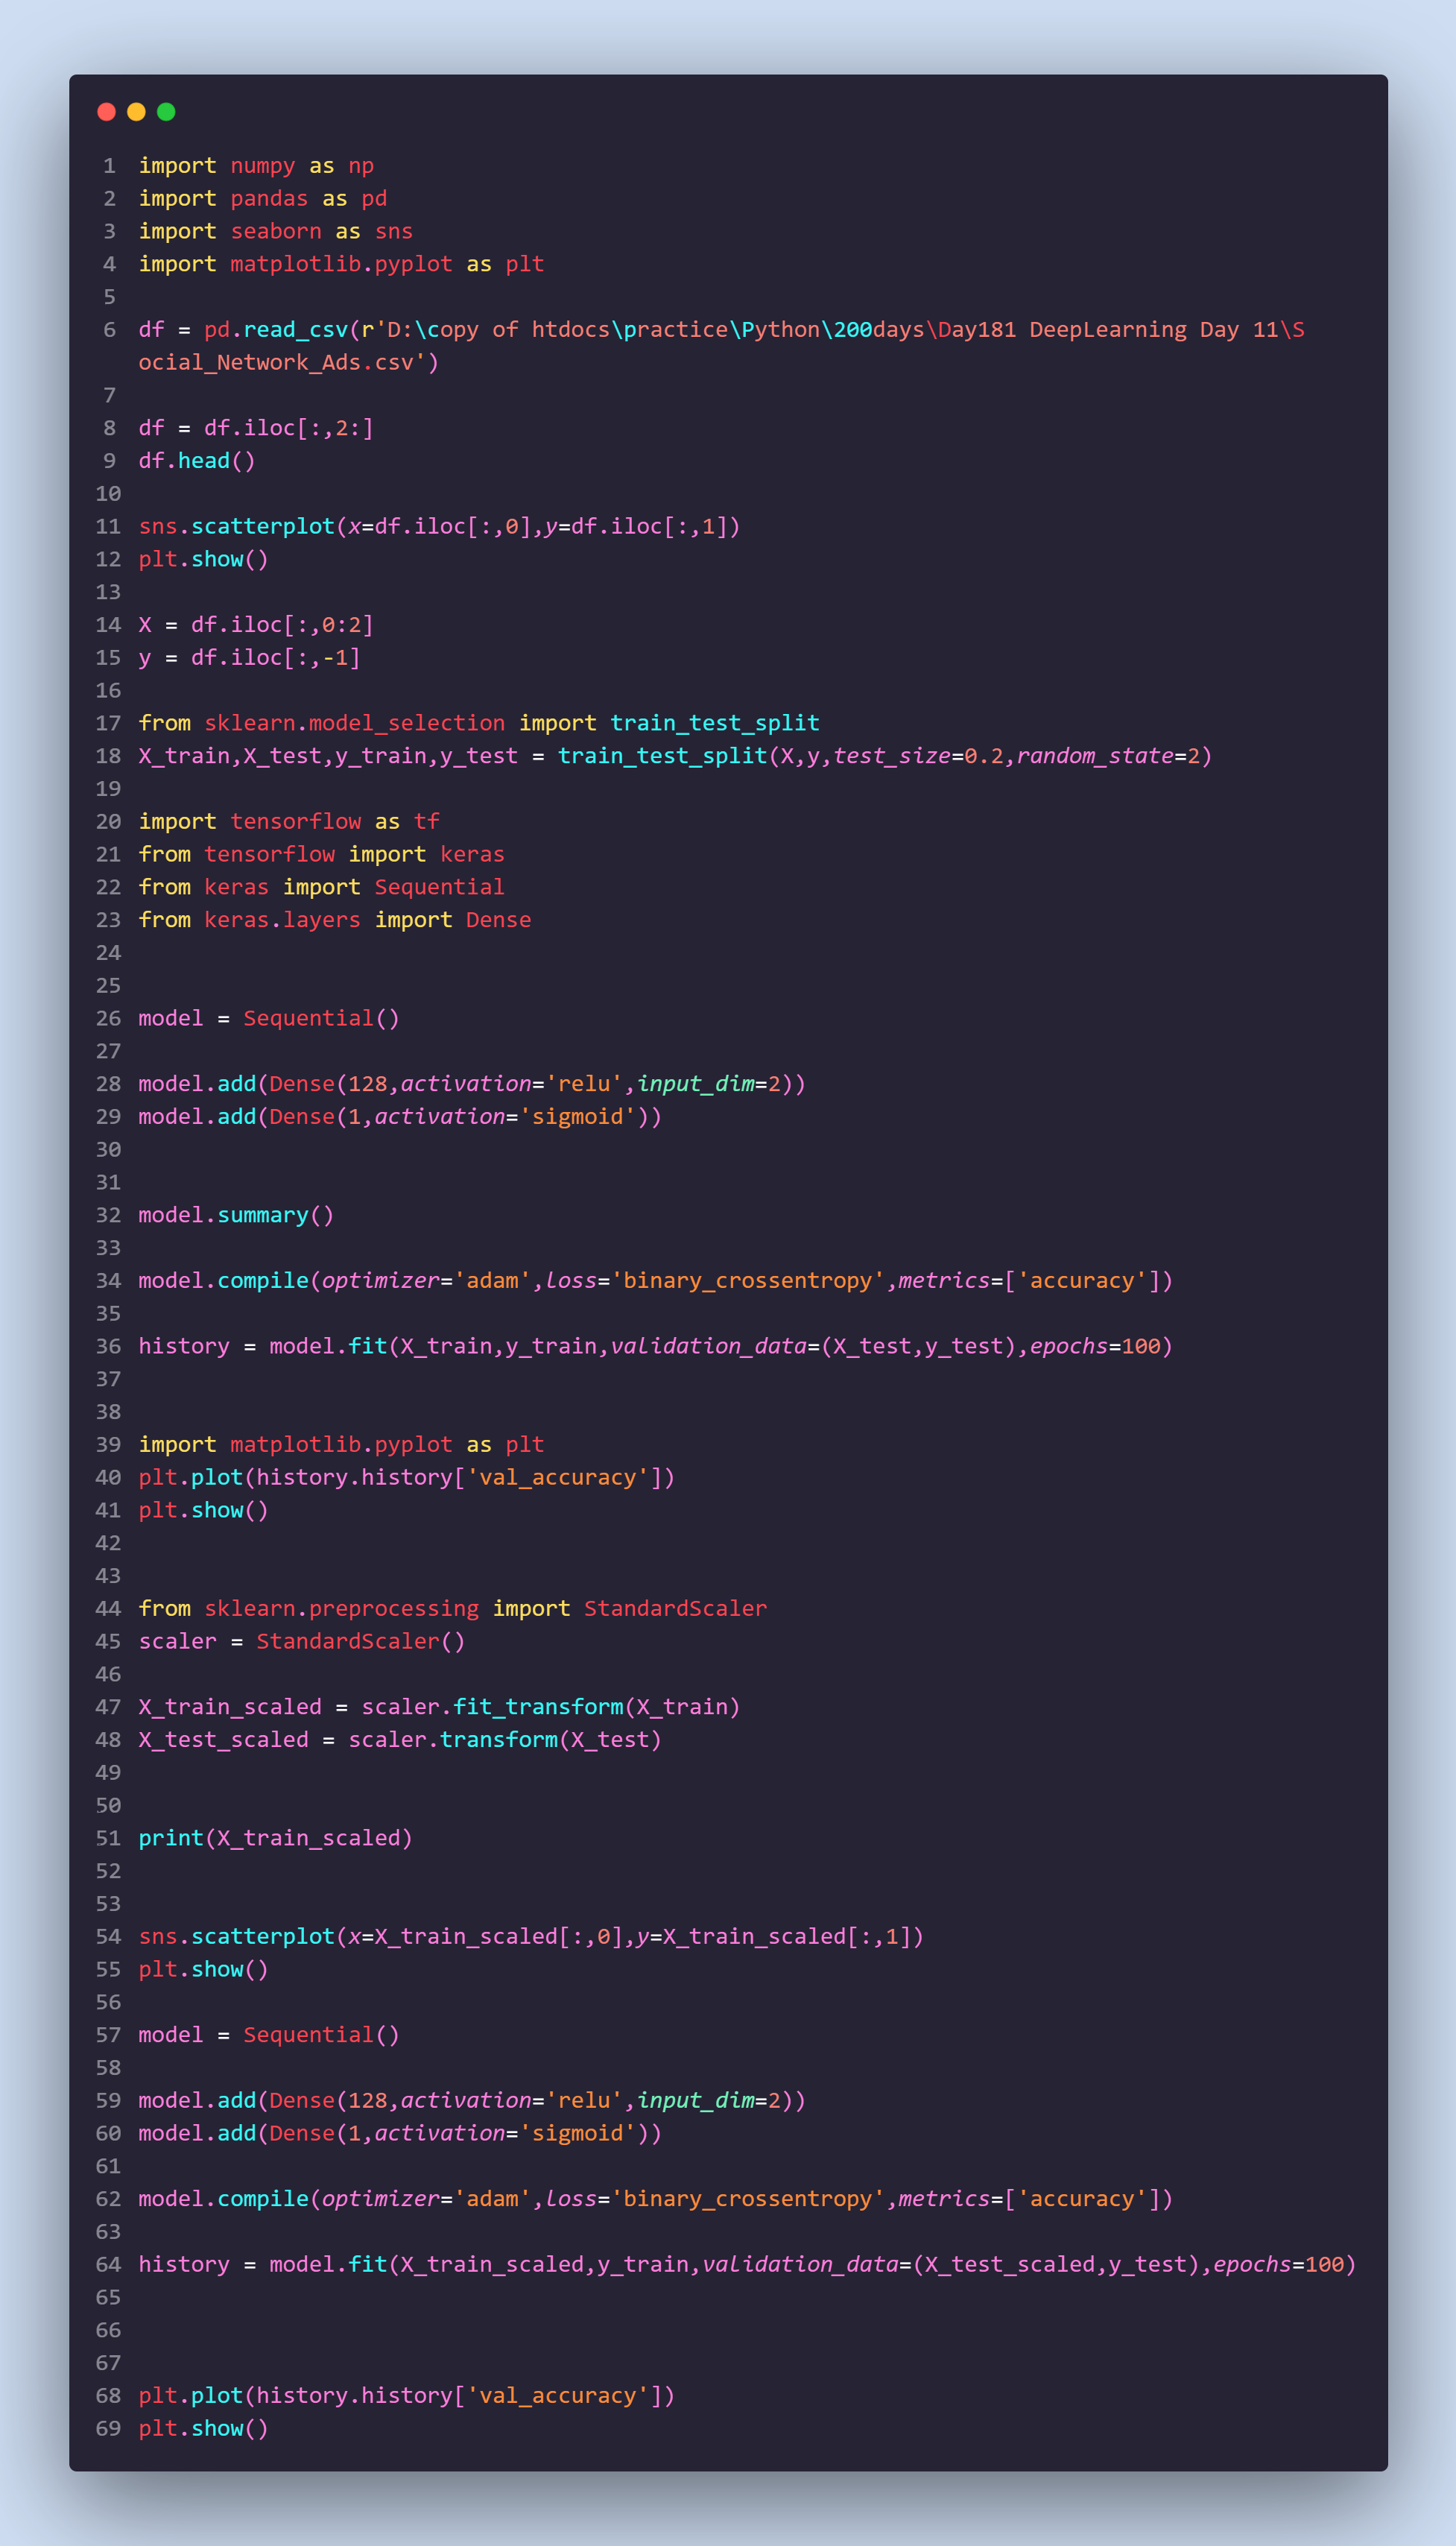 1 import numpy as np
2 import pandas as pd
3 import seaborn as sns
4 import matplotlib.pyplot as plt
5
6 df = pd.read_csv(r'D:\copy of htdocs\practice\Python\200days\Day181 DeepLearning Day 11\S
ocial_Network_Ads.csv')
7
8 df = df.iloc[:,2:]
9 df.head()
10
11 sns.scatterplot(x=df.iloc[:,0],y=df.iloc[:,1])
12 plt.show()
13
14 X = df.iloc[:,0:2]
15 y = df.iloc[:,-1]
16
17 from sklearn.model_selection import train_test_split
18 X_train,X_test,y_train,y_test = train_test_split(X,y,test_size=0.2,random_state=2)
19
20 import tensorflow as tf
21 from tensorflow import keras
22 from keras import Sequential
23 from keras.layers import Dense
24
25
26 model = Sequential()
27
28 model.add(Dense(128,activation='relu',input_dim=2))
29 model.add(Dense(1,activation='sigmoid'))
30
31
32 model.summary()
33
34 model.compile(optimizer='adam',loss='binary_crossentropy',metrics=['accuracy'])
35
36 history = model.fit(X_train,y_train,validation_data=(X_test,y_test),epochs=100)
37
38
39 import matplotlib.pyplot as plt
40 plt.plot(history.history['val_accuracy'])
41 plt.show()
42
43
44 from sklearn.preprocessing import StandardScaler
45 scaler = StandardScaler()
46
47 X_train_scaled = scaler.fit_transform(X_train)
48 X_test_scaled = scaler.transform(X_test)
49
50
51 print(X_train_scaled)
52
53
54 sns.scatterplot(x=X_train_scaled[:,0],y=X_train_scaled[:,1])
55 plt.show()
56
57 model = Sequential()
58
59 model.add(Dense(128,activation='relu',input_dim=2))
60 model.add(Dense(1,activation='sigmoid'))
61
62 model.compile(optimizer='adam',loss='binary_crossentropy',metrics=['accuracy'])
63
64 history = model.fit(X_train_scaled,y_train,validation_data=(X_test_scaled,y_test),epochs=100)
65
66
67
68 plt.plot(history.history['val_accuracy'])
69 plt.show()